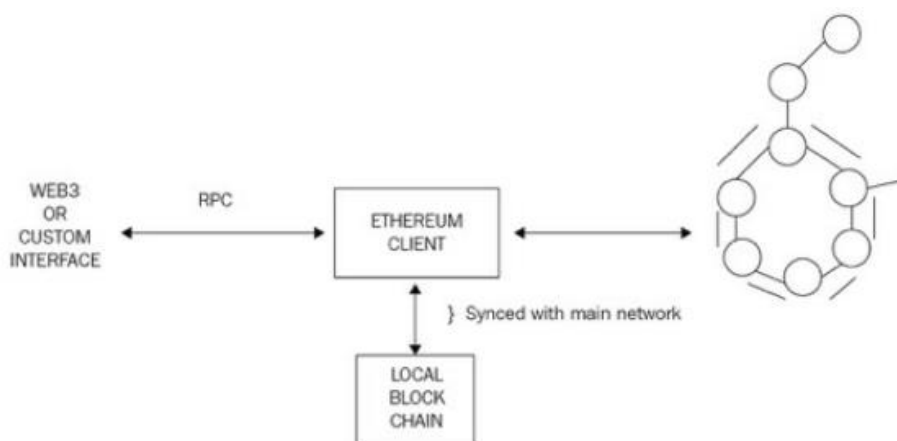 WEB3
OR
CUSTOM
INTERFACE
RPC
ETHEREUM
CLIENT
} Synced with main network
LOCAL
BLOCK
CHAIN